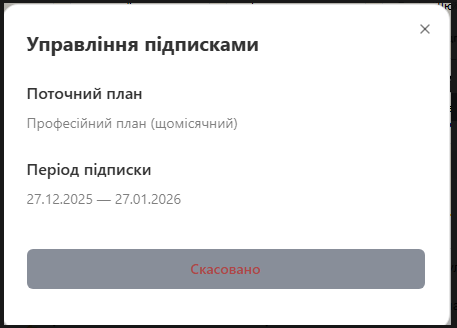 Управління підписками
Поточний план
Професійний план (щомісячний)
Період підписки
27.12.2025 — 27.01.2026
Скасовано